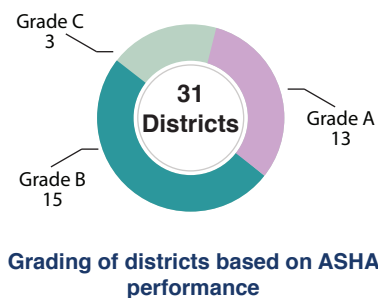 Grade C
3
31
Districts
Grade A
13
Grade B
15
Grading of districts based on ASHA
performance